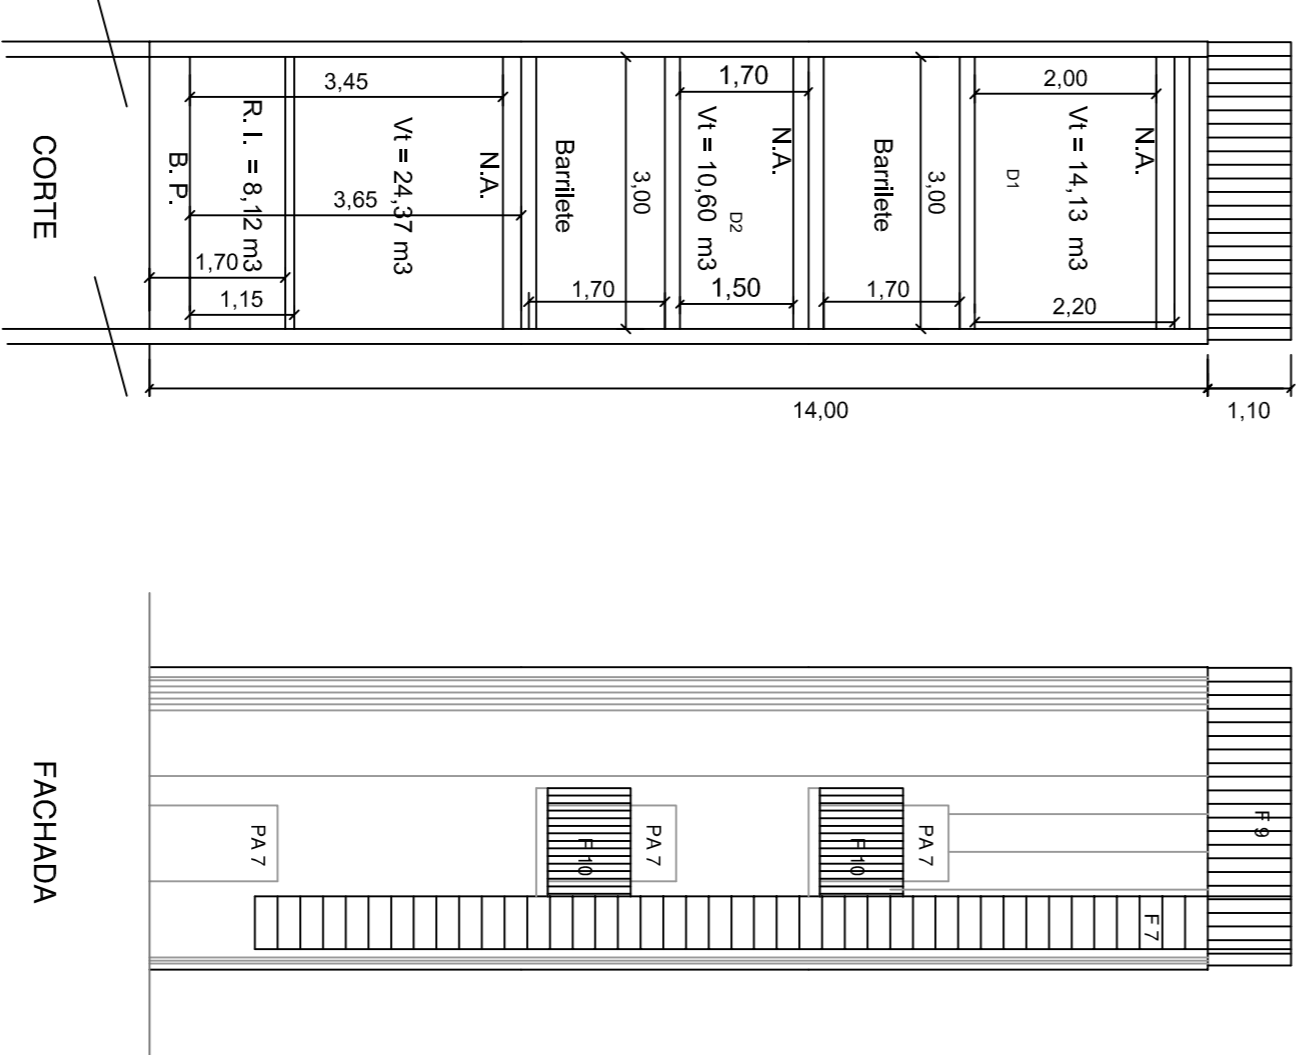 CORTE
B. P.
R. I. = 8,12 m3
3,45
Vt = 24,37 m3
3,65
1,70
1,15
N.A.
Barrilete
1,70
3,00
1,70
Vt = 10,60 m3
D2
N.A.
1,50
Barrilete
1,70
3,00
2,00
D1
Vt = 14,13 m3
N.A.
2,20
14,00
1,10
FACHADA
PA 7
F 10
PA 7
F 10
PA 7
F 7
F 9